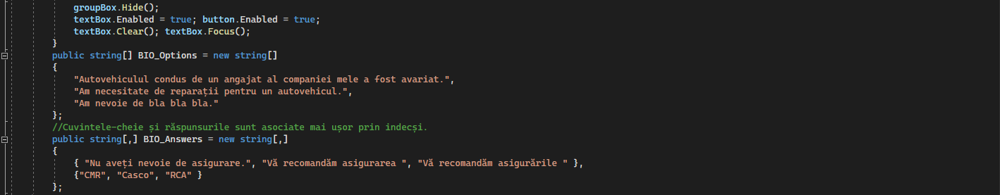 groupBox.Hide();
textBox.Enabled = true; button.Enabled = true;
textBox.Clear(); textBox.Focus();
}
public string[] BIO_Options = new string[]
{
"Autovehiculul condus de un angajat al companiei mele a fost avariat.",
"Am necesitate de reparații pentru un autovehicul.",
"Am nevoie de bla bla bla."
};
//Cuvintele-cheie și răspunsurile sunt asociate mai ușor prin indecși.
public string[,] BIO_Answers = new string[,]
{
{ "Nu aveți nevoie de asigurare.", "Vă recomandăm asigurarea ", "Vă recomandăm asigurările " },
{"CMR", "Casco", "RCA" }
};